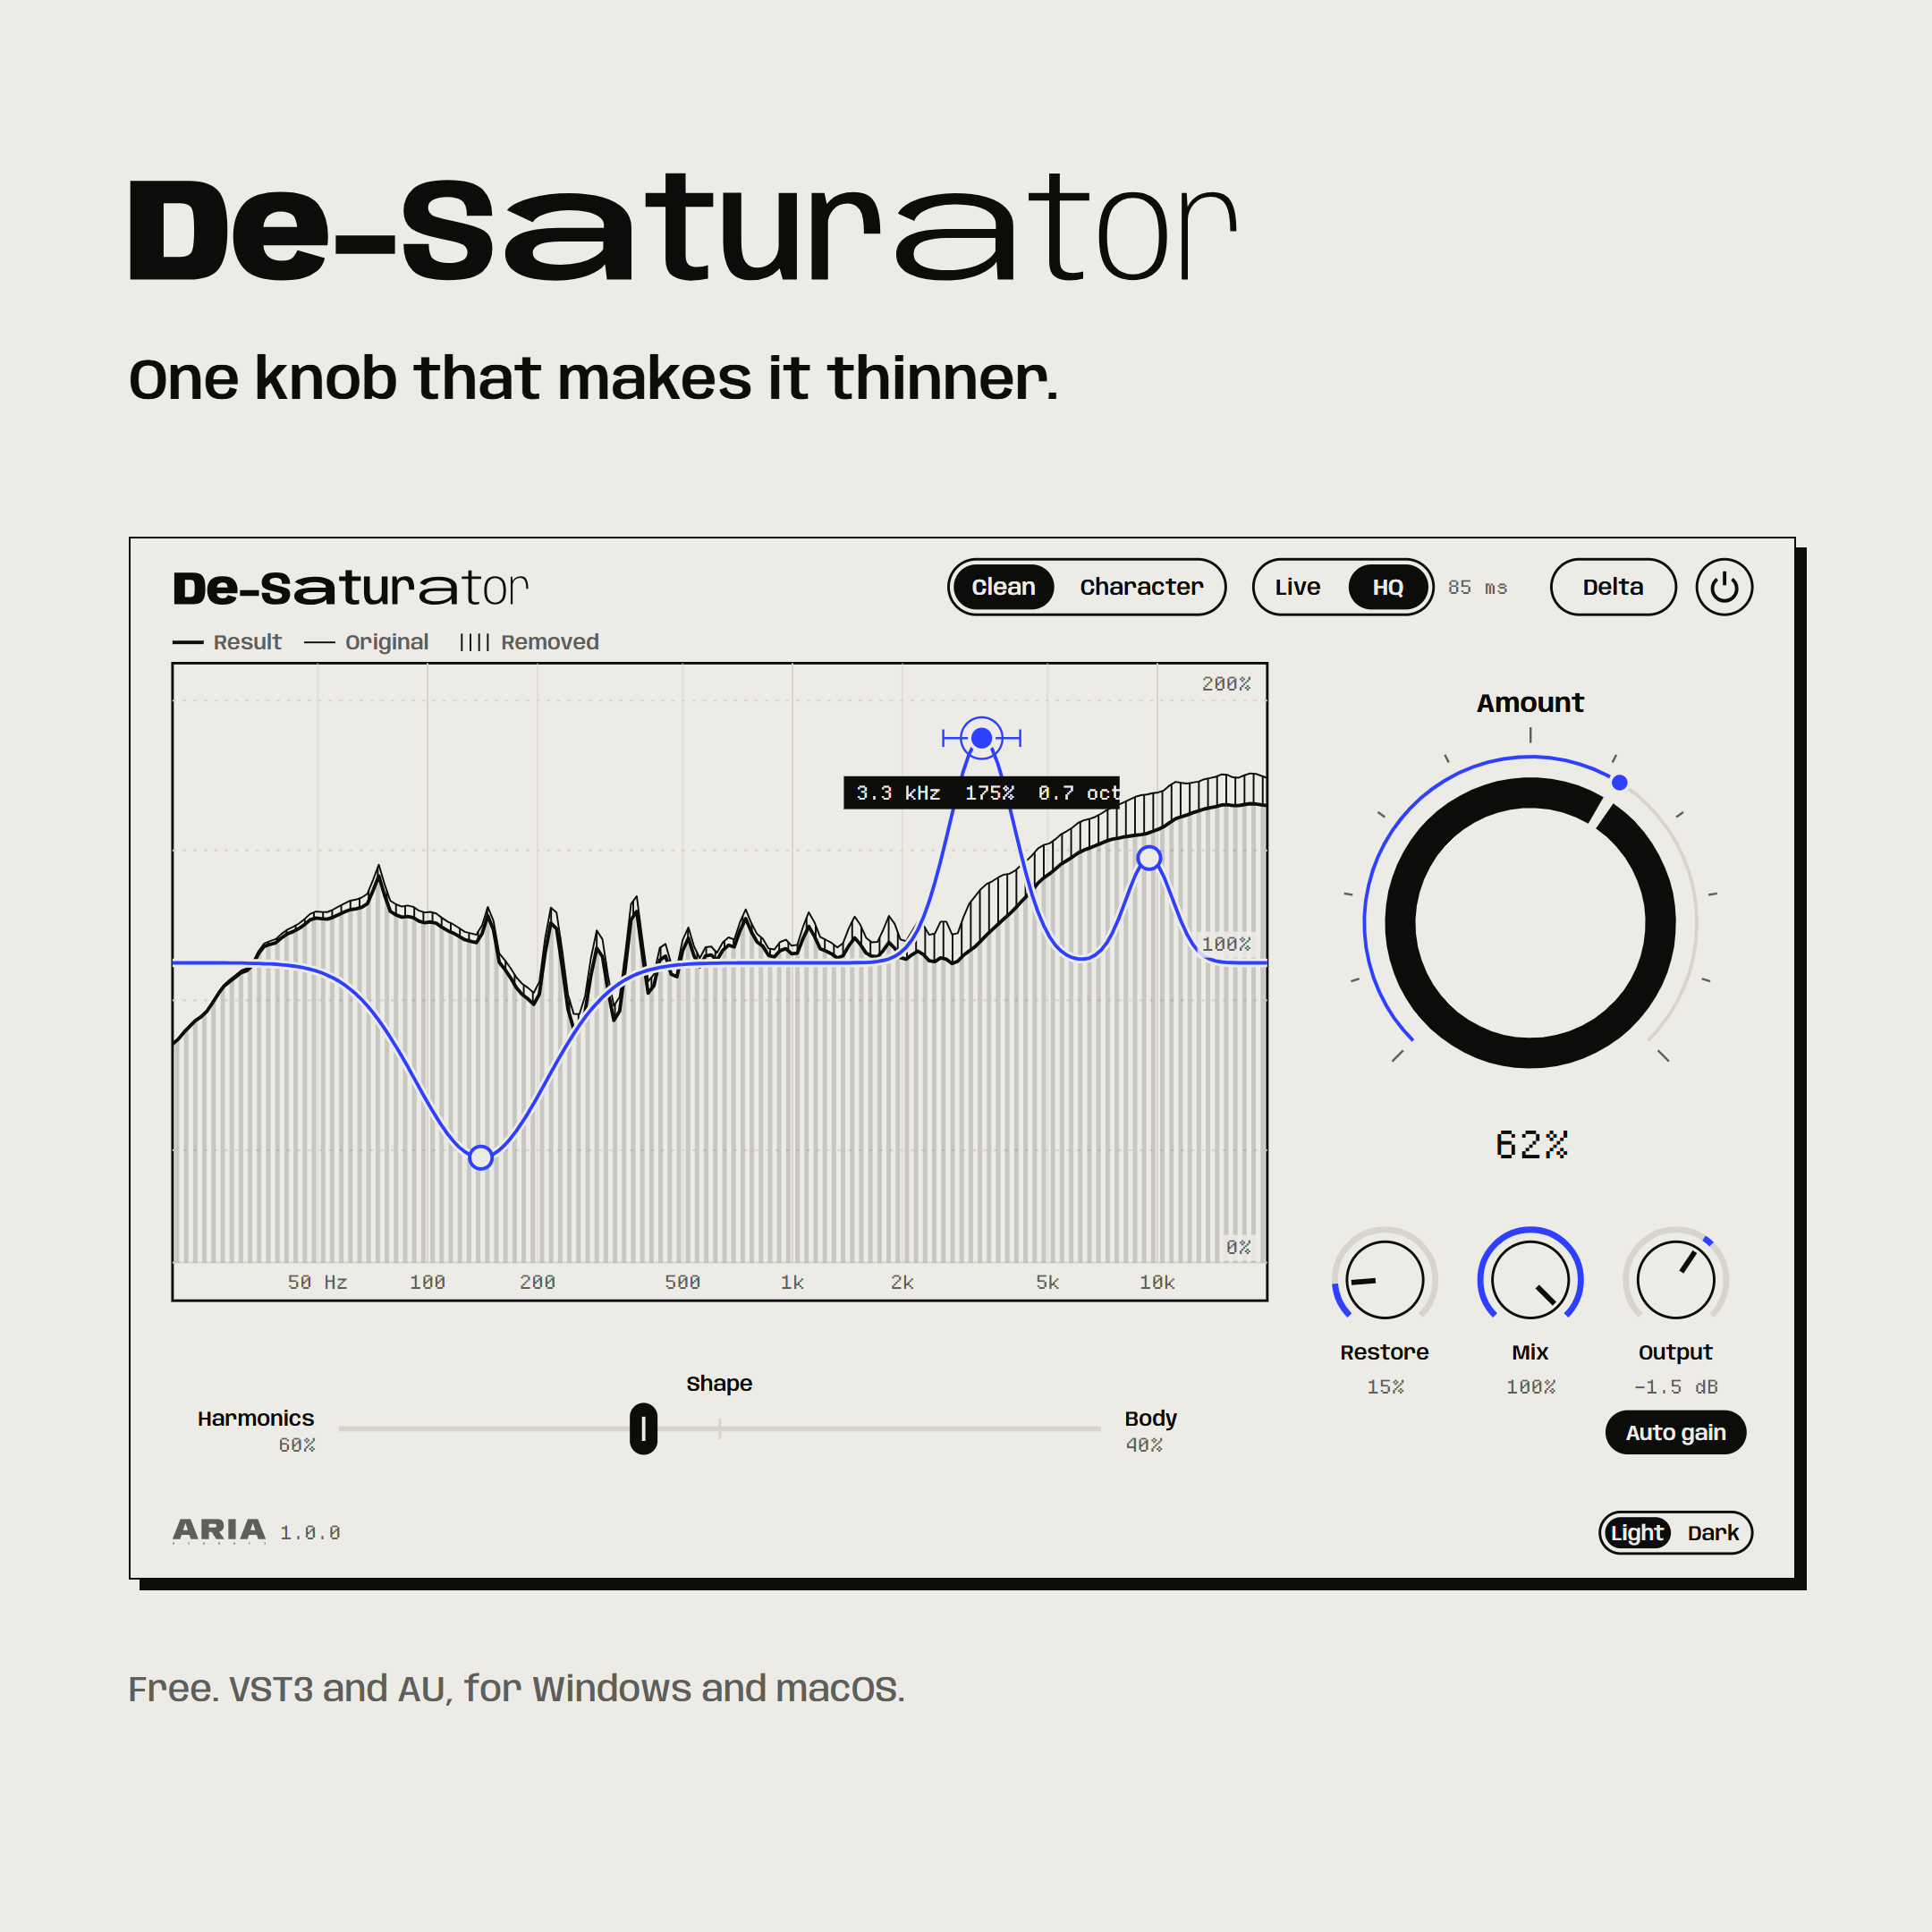 De-Saturator
One knob that makes it thinner.
De-Saturator
Clean Character Live HQ 85 ms Delta
Result Original Removed
200%
Amount
3.3 kHz 175% 0.7 oct
100%
62%
0%
50 Hz 100 200 500 1k 2k 5k 10k
Restore Mix Output
15% 100% -1.5 dB
Shape
Harmonics Body
60% 40%
Auto gain
ARIA 1.0.0
Light Dark
Free. VST3 and AU, for Windows and macOS.